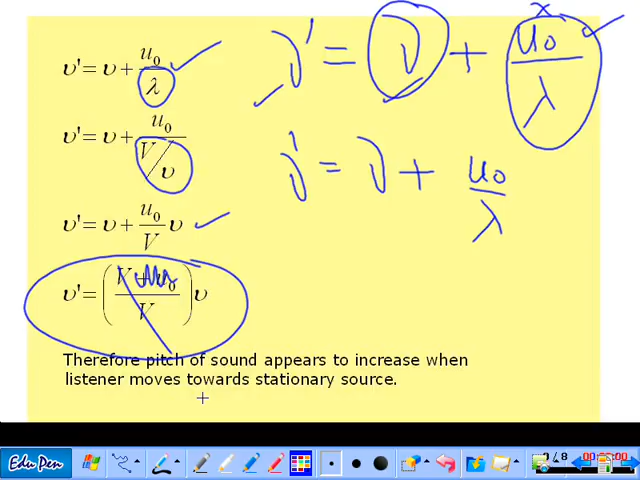 υ' = υ + u₀/λ
ν' = ν + u₀/λ
υ' = υ + u₀/(V/υ)
ν' = ν + u₀/λ
υ' = υ + (u₀/V)υ
υ' = ((V + u₀)/V)υ
Therefore pitch of sound appears to increase when
listener moves towards stationary source.
Edu Pen
/ 8